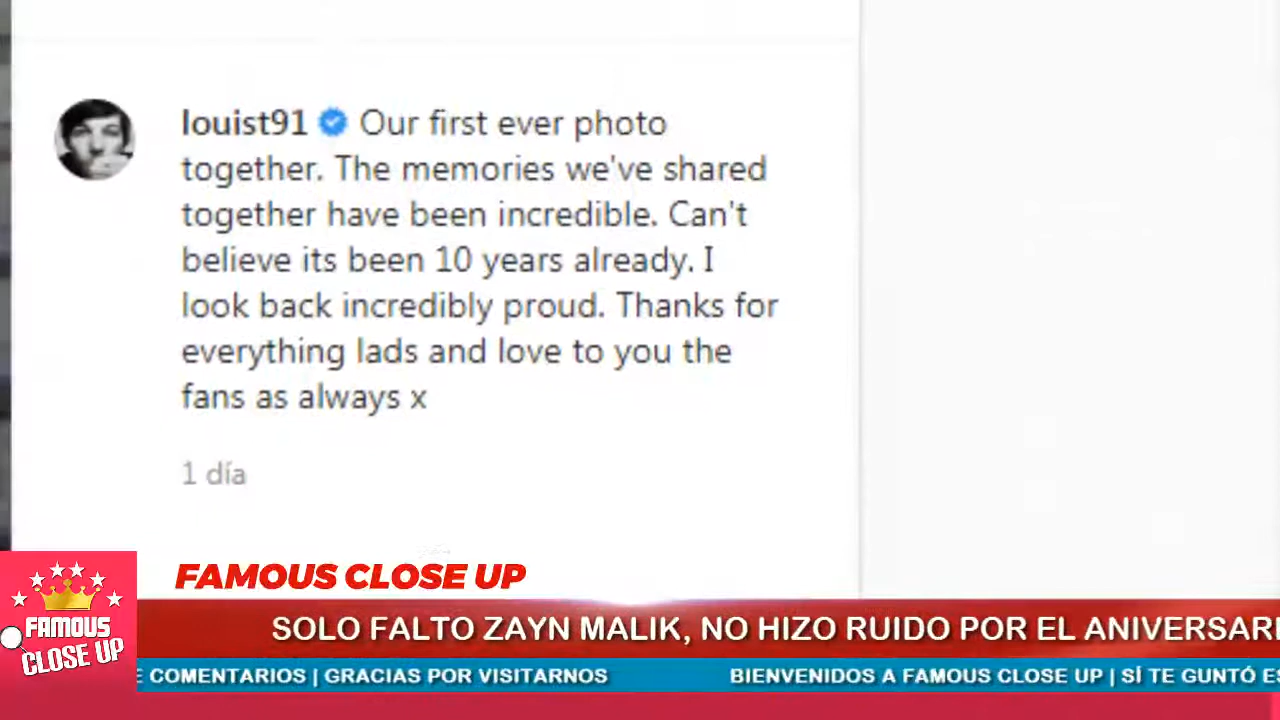 louist91 Our first ever photo
together. The memories we've shared
together have been incredible. Can't
believe its been 10 years already. I
look back incredibly proud. Thanks for
everything lads and love to you the
fans as always x
1 día
FAMOUS CLOSE UP
FAMOUS
CLOSE UP
SOLO FALTO ZAYN MALIK, NO HIZO RUIDO POR EL ANIVERSARI
E COMENTARIOS | GRACIAS POR VISITARNOS BIENVENIDOS A FAMOUS CLOSE UP | SÍ TE GUNTÓ ES